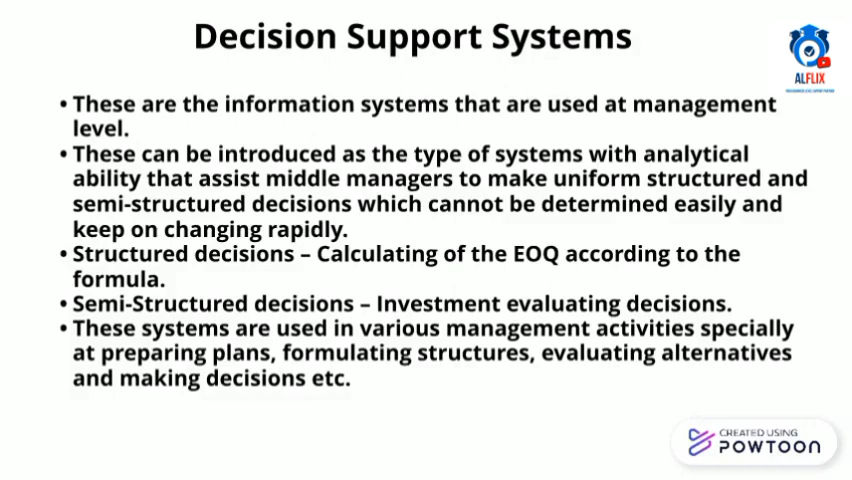 Decision Support Systems
ALFLIX
• These are the information systems that are used at management
level.
• These can be introduced as the type of systems with analytical
ability that assist middle managers to make uniform structured and
semi-structured decisions which cannot be determined easily and
keep on changing rapidly.
• Structured decisions – Calculating of the EOQ according to the
formula.
• Semi-Structured decisions – Investment evaluating decisions.
• These systems are used in various management activities specially
at preparing plans, formulating structures, evaluating alternatives
and making decisions etc.
CREATED USING
POWTOON